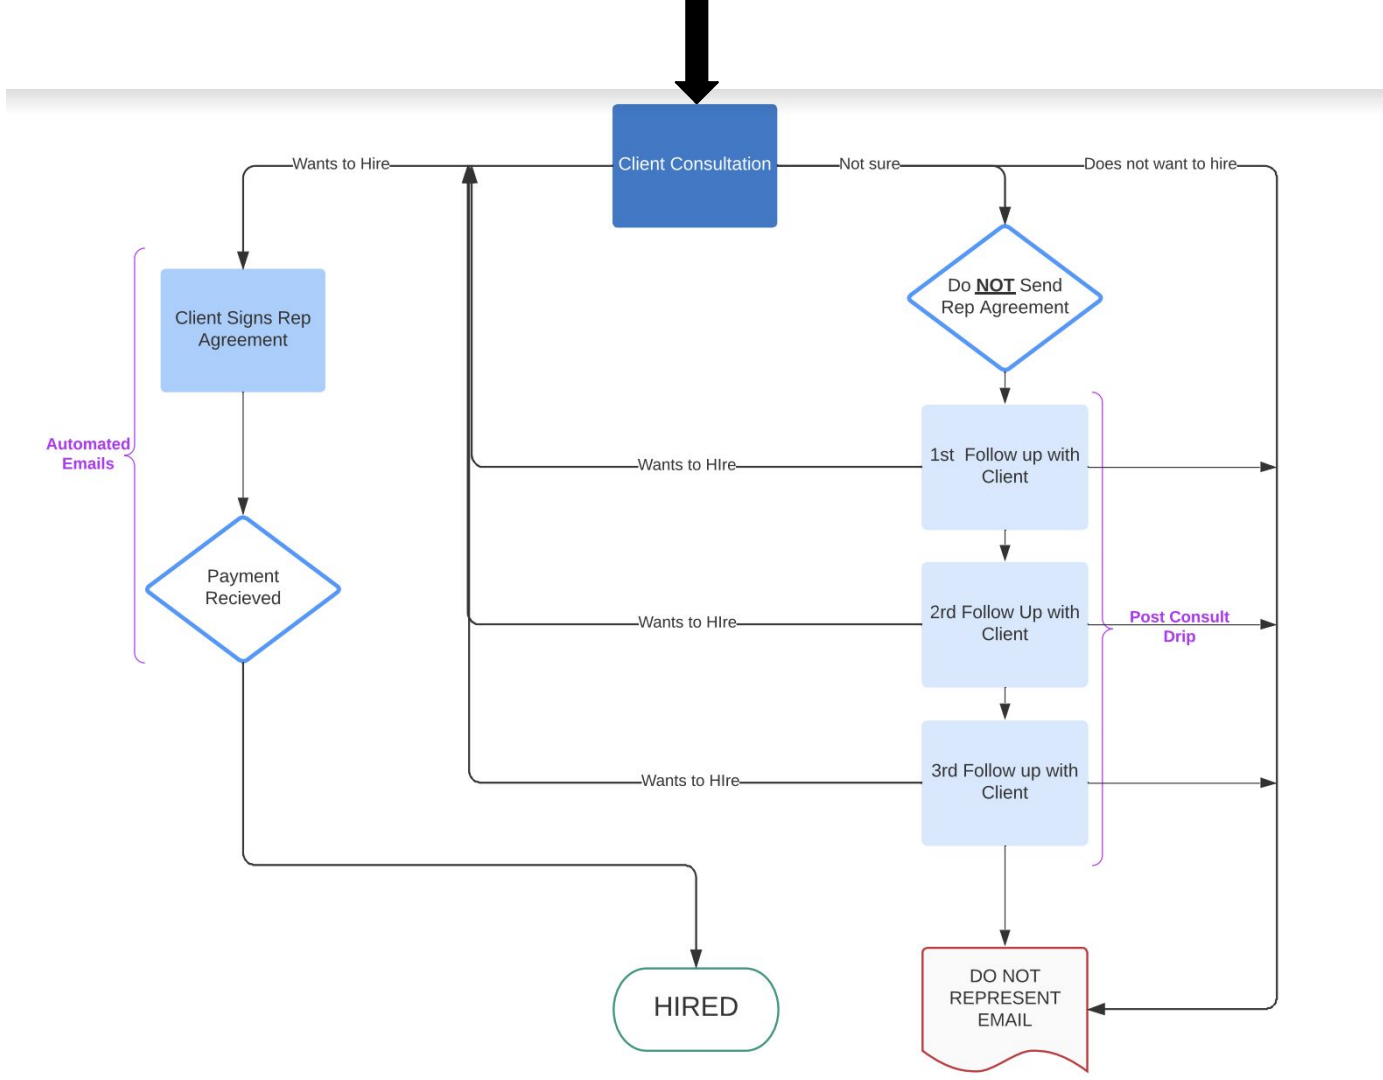 Client Consultation
Wants to Hire
Not sure
Does not want to hire
Client Signs Rep
Agreement
Do NOT Send
Rep Agreement
Automated
Emails
Wants to HIre
1st  Follow up with
Client
Payment
Recieved
Wants to HIre
2rd Follow Up with
Client
Post Consult
Drip
Wants to HIre
3rd Follow up with
Client
HIRED
DO NOT
REPRESENT
EMAIL